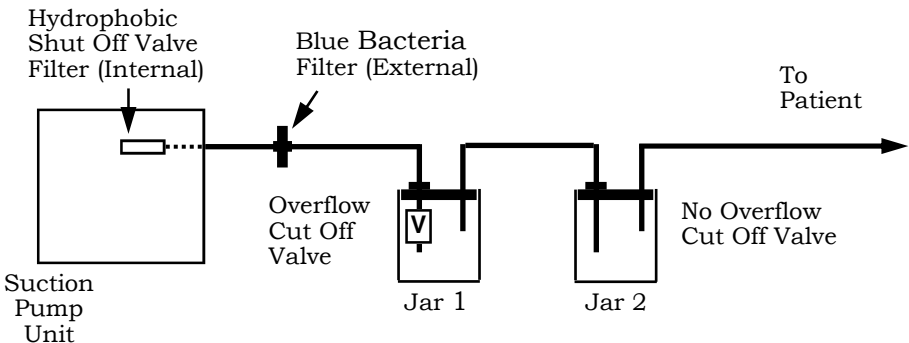 Hydrophobic
Shut Off Valve
Filter (Internal)
Blue Bacteria
Filter (External)
To
Patient
Overflow
Cut Off
Valve
V
No Overflow
Cut Off Valve
Suction
Pump
Unit
Jar 1
Jar 2